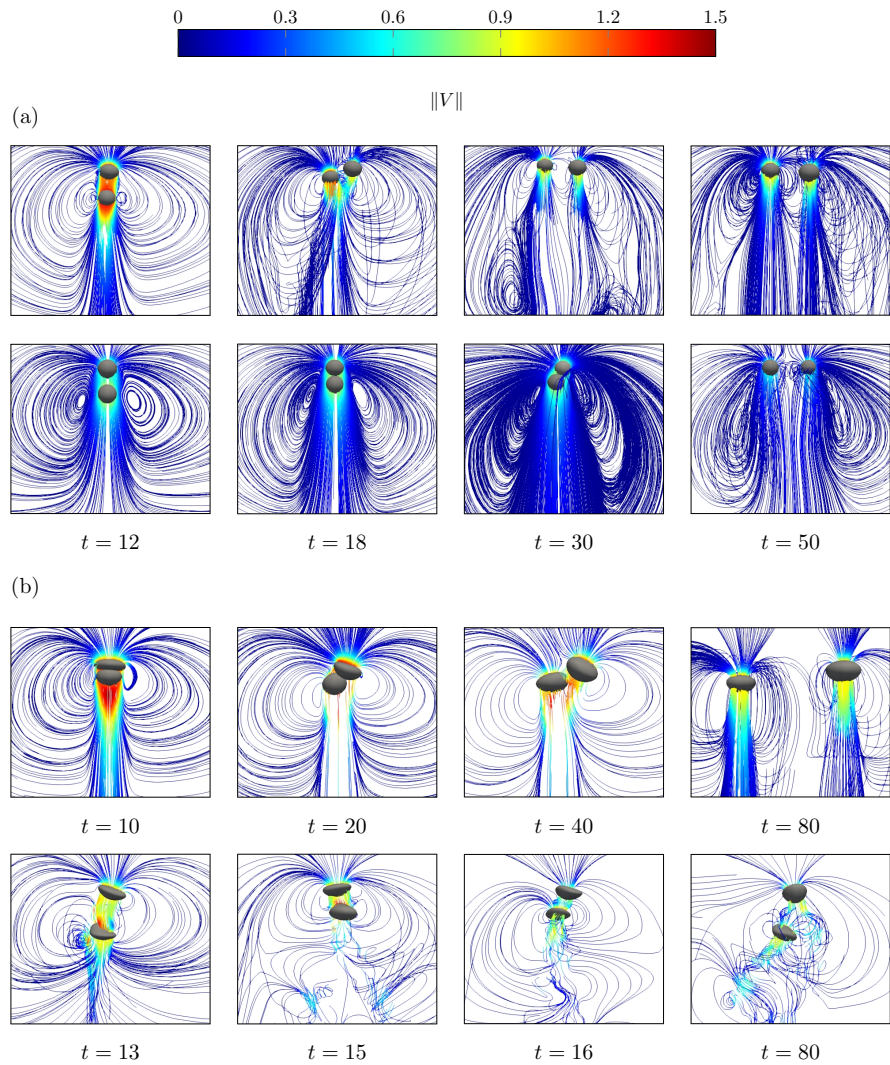 0 0.3 0.6 0.9 1.2 1.5
‖V‖
(a)
t = 12 t = 18 t = 30 t = 50
(b)
t = 10 t = 20 t = 40 t = 80
t = 13 t = 15 t = 16 t = 80